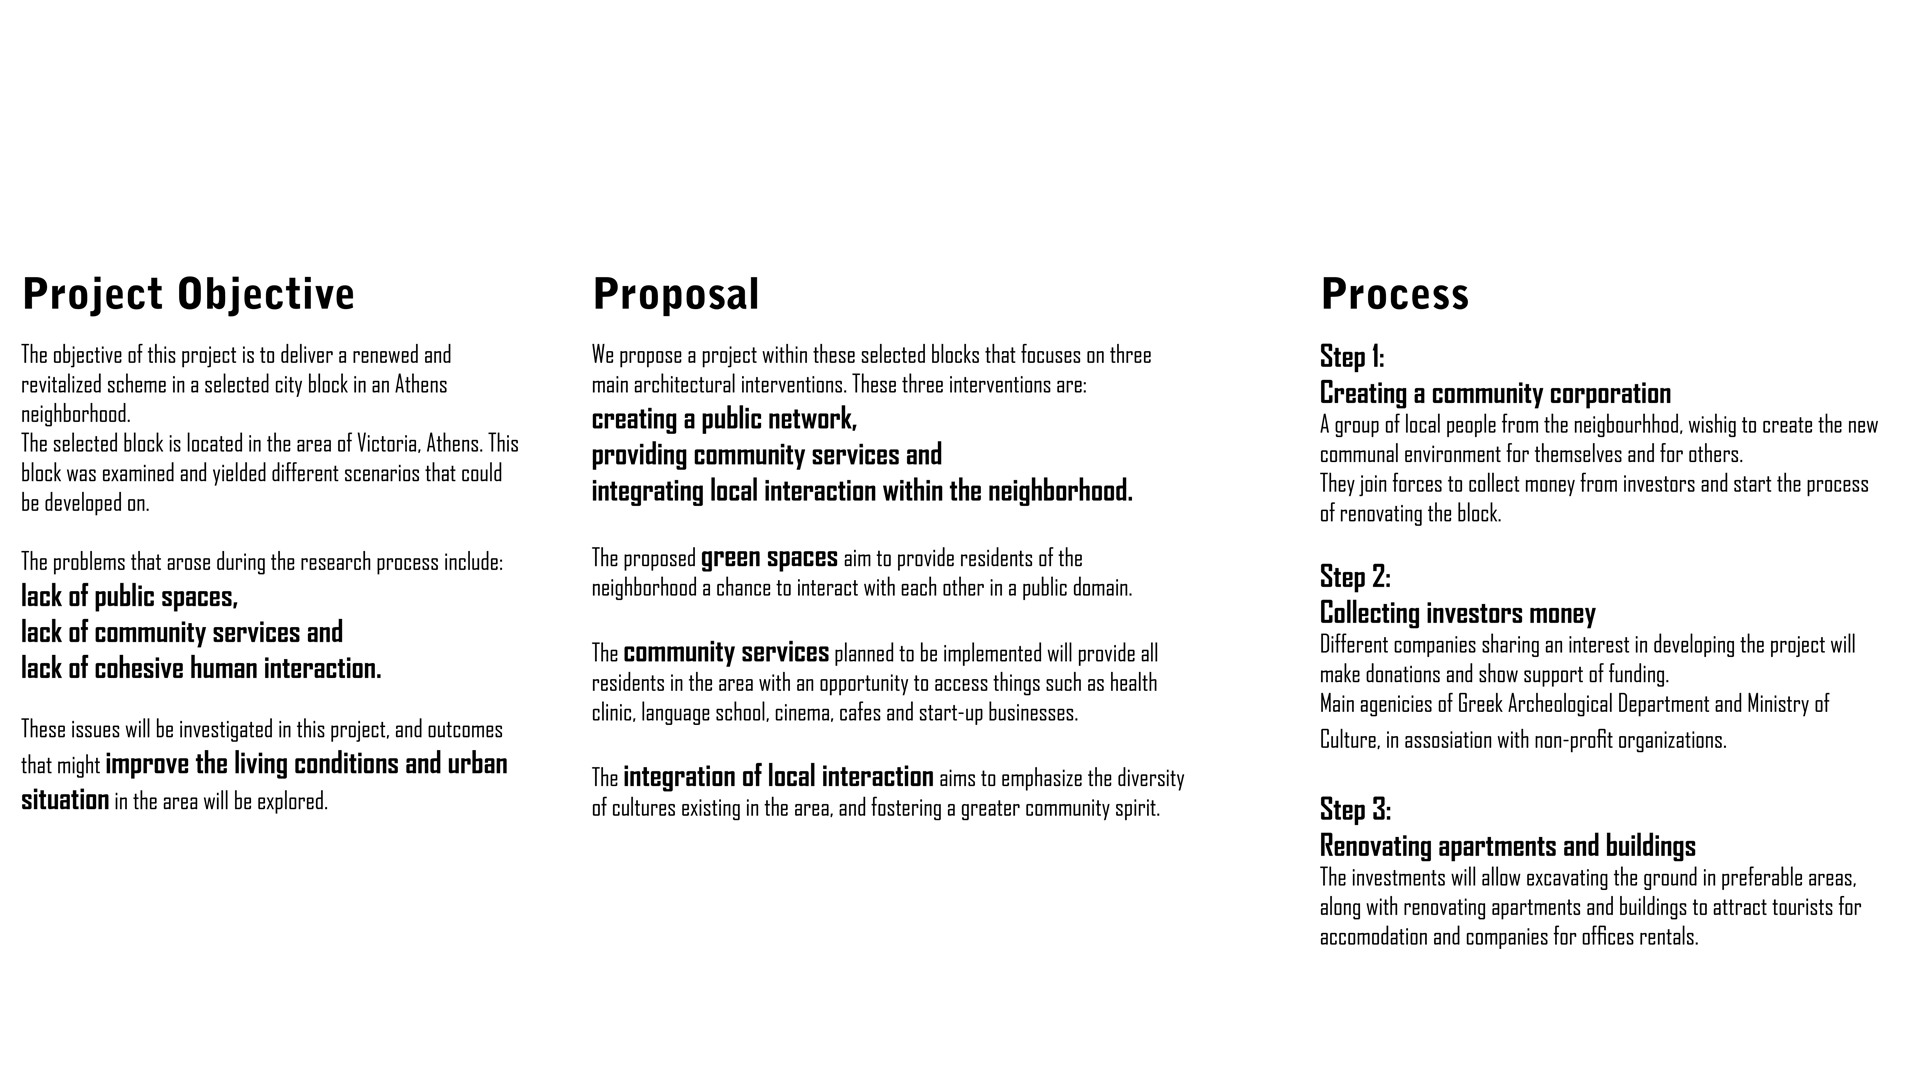 Project Objective
The objective of this project is to deliver a renewed and
revitalized scheme in a selected city block in an Athens
neighborhood.
The selected block is located in the area of Victoria, Athens. This
block was examined and yielded different scenarios that could
be developed on.
The problems that arose during the research process include:
lack of public spaces,
lack of community services and
lack of cohesive human interaction.
These issues will be investigated in this project, and outcomes
that might improve the living conditions and urban
situation in the area will be explored.
Proposal
We propose a project within these selected blocks that focuses on three
main architectural interventions. These three interventions are:
creating a public network,
providing community services and
integrating local interaction within the neighborhood.
The proposed green spaces aim to provide residents of the
neighborhood a chance to interact with each other in a public domain.
The community services planned to be implemented will provide all
residents in the area with an opportunity to access things such as health
clinic, language school, cinema, cafes and start-up businesses.
The integration of local interaction aims to emphasize the diversity
of cultures existing in the area, and fostering a greater community spirit.
Process
Step 1:
Creating a community corporation
A group of local people from the neigbourhhod, wishig to create the new
communal environment for themselves and for others.
They join forces to collect money from investors and start the process
of renovating the block.
Step 2:
Collecting investors money
Different companies sharing an interest in developing the project will
make donations and show support of funding.
Main agenicies of Greek Archeological Department and Ministry of
Culture, in assosiation with non-profit organizations.
Step 3:
Renovating apartments and buildings
The investments will allow excavating the ground in preferable areas,
along with renovating apartments and buildings to attract tourists for
accomodation and companies for offices rentals.